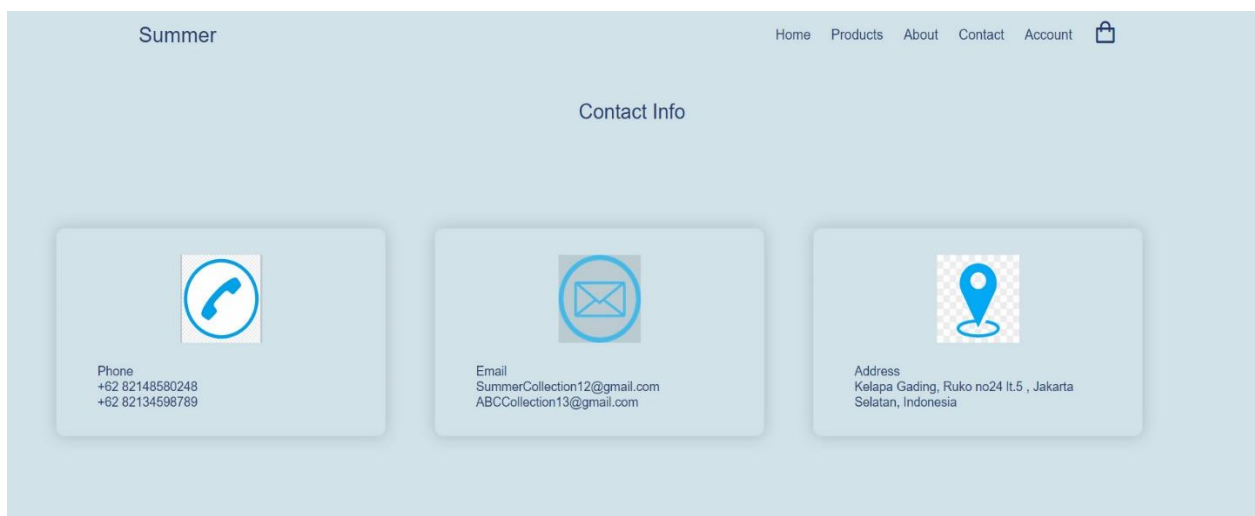 Summer
Home Products About Contact Account
Contact Info
Phone
+62 82148580248
+62 82134598789
Email
SummerCollection12@gmail.com
ABCCollection13@gmail.com
Address
Kelapa Gading, Ruko no24 lt.5 , Jakarta
Selatan, Indonesia